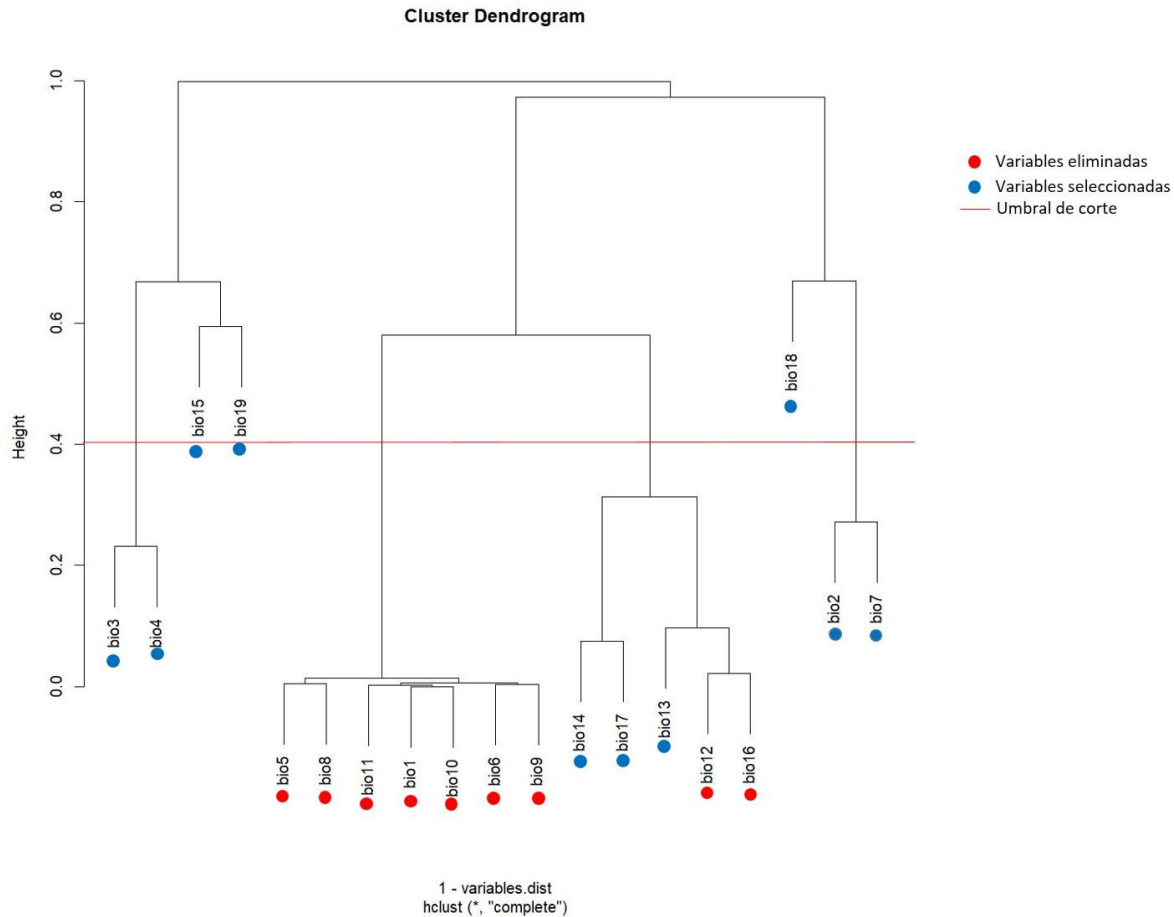 Cluster Dendrogram
Height
1.0
0.8
0.6
0.4
0.2
0.0
bio3
bio4
bio15
bio19
bio5
bio8
bio11
bio1
bio10
bio6
bio9
bio14
bio17
bio13
bio12
bio16
bio18
bio2
bio7
Variables eliminadas
Variables seleccionadas
Umbral de corte
1 - variables.dist
hclust (*, "complete")